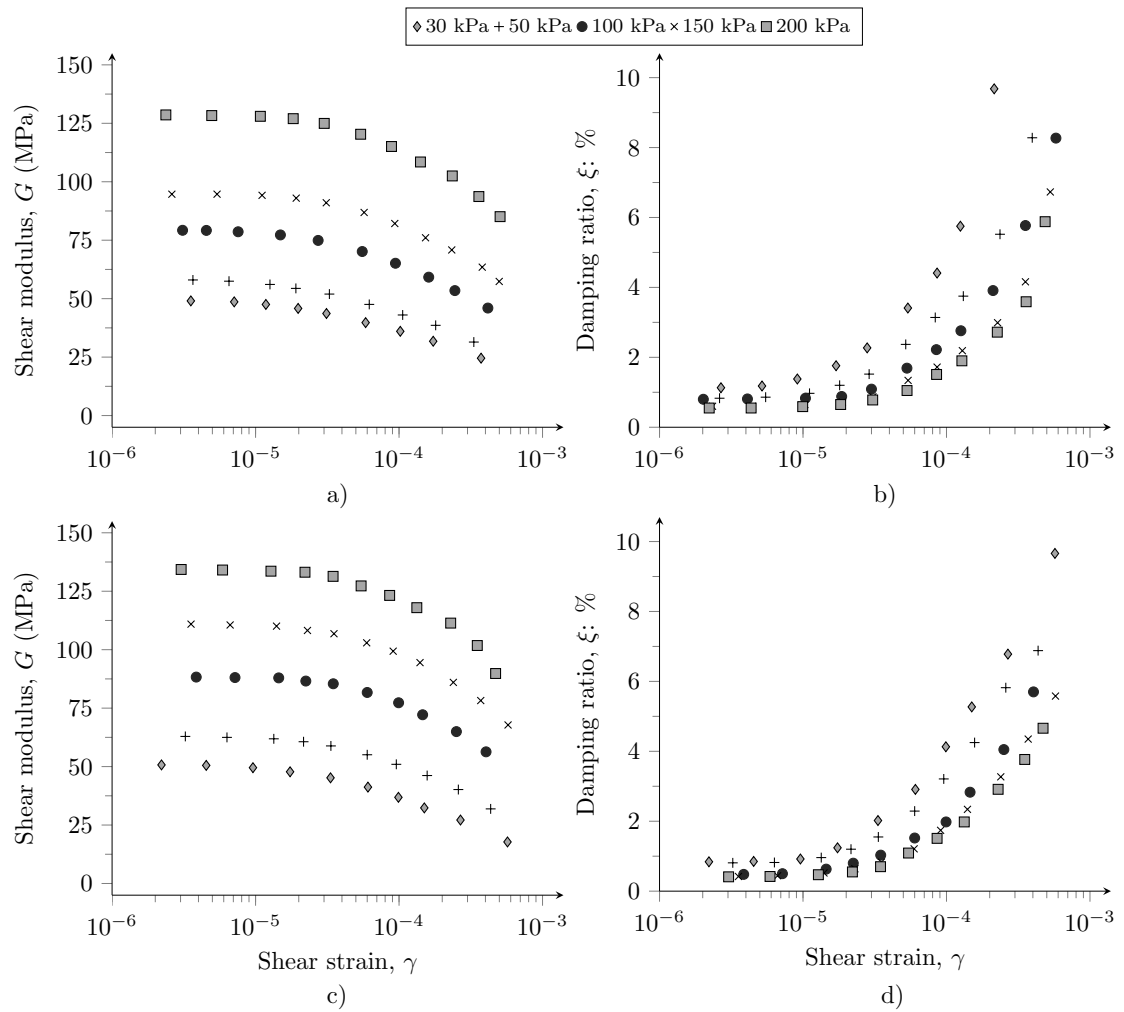 30 kPa 50 kPa 100 kPa 150 kPa 200 kPa
150
125
100
75
50
25
0
Shear modulus, G (MPa)
10⁻⁶ 10⁻⁵ 10⁻⁴ 10⁻³
a)
10
8
6
4
2
0
Damping ratio, ξ: %
10⁻⁶ 10⁻⁵ 10⁻⁴ 10⁻³
b)
150
125
100
75
50
25
0
Shear modulus, G (MPa)
10⁻⁶ 10⁻⁵ 10⁻⁴ 10⁻³
Shear strain, γ
c)
10
8
6
4
2
0
Damping ratio, ξ: %
10⁻⁶ 10⁻⁵ 10⁻⁴ 10⁻³
Shear strain, γ
d)